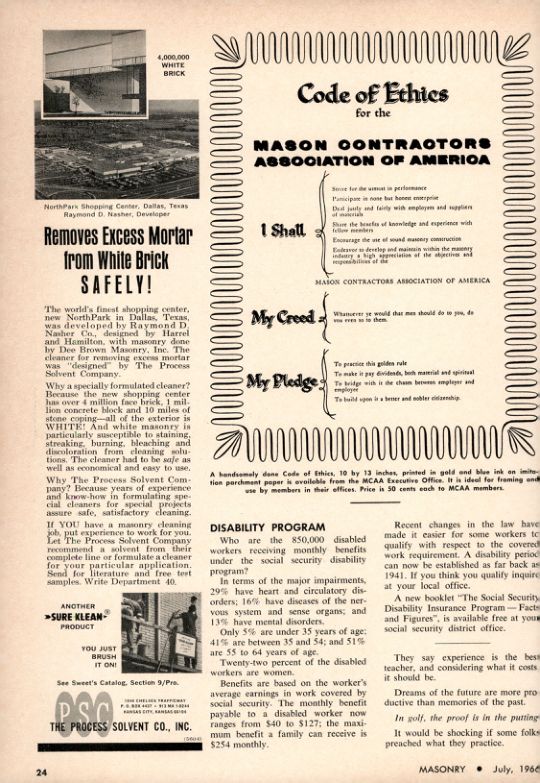 4,000,000
WHITE
BRICK
NorthPark Shopping Center, Dallas, Texas
Raymond D. Nasher, Developer
Removes Excess Mortar
from White Brick
SAFELY!
The world's finest shopping center,
new NorthPark in Dallas, Texas,
was developed by Raymond D.
Nasher Co., designed by Harrel
and Hamilton, with masonry done
by Dee Brown Masonry, Inc. The
cleaner for removing excess mortar
was "designed" by The Process
Solvent Company.
Why a specially formulated cleaner?
Because the new shopping center
has over 4 million face brick, 1 mil-
lion concrete block and 10 miles of
stone coping—all of the exterior is
WHITE! And white masonry is
particularly susceptible to staining,
streaking, burning, bleaching and
discoloration from cleaning solu-
tions. The cleaner had to be safe as
well as economical and easy to use.
Why The Process Solvent Com-
pany? Because years of experience
and know-how in formulating spe-
cial cleaners for special projects
assure safe, satisfactory cleaning.
If YOU have a masonry cleaning
job, put experience to work for you.
Let The Process Solvent Company
recommend a solvent from their
complete line or formulate a cleaner
for your particular application.
Send for literature and free test
samples. Write Department 40.
ANOTHER
SURE KLEAN®
PRODUCT
YOU JUST
BRUSH
IT ON!
See Sweet's Catalog, Section 9/Pro.
PSC
1040 CHELSEA TRAFFICWAY
P. O. BOX 4437 • 913 MA 1-0244
KANSAS CITY, KANSAS 66104
THE PROCESS SOLVENT CO., INC.
24
Code of Ethics
for the
MASON CONTRACTORS
ASSOCIATION OF AMERICA
I Shall
Strive for the utmost in performance
Participate in none but honest enterprise
Deal justly and fairly with employees and suppliers
of materials
Share the benefits of knowledge and experience with
fellow members
Encourage the use of sound masonry construction
Endeavor to develop and maintain within the masonry
industry a high appreciation of the objectives and
responsibilities of the
MASON CONTRACTORS ASSOCIATION OF AMERICA
My Creed
Whatsoever ye would that men should do to you, do
you even so to them.
My Pledge
To practice this golden rule
To make it pay dividends, both material and spiritual
To bridge with it the chasm between employer and
employee
To build upon it a better and nobler citizenship.
A handsomely done Code of Ethics, 10 by 13 inches, printed in gold and blue ink on imita-
tion parchment paper is available from the MCAA Executive Office. It is ideal for framing and
use by members in their offices. Price is 50 cents each to MCAA members.
DISABILITY PROGRAM
Who are the 850,000 disabled
workers receiving monthly benefits
under the social security disability
program?
In terms of the major impairments,
29% have heart and circulatory dis-
orders; 16% have diseases of the ner-
vous system and sense organs; and
13% have mental disorders.
Only 5% are under 35 years of age;
41% are between 35 and 54; and 51%
are 55 to 64 years of age.
Twenty-two percent of the disabled
workers are women.
Benefits are based on the worker's
average earnings in work covered by
social security. The monthly benefit
payable to a disabled worker now
ranges from $40 to $127; the maxi-
mum benefit a family can receive is
$254 monthly.
Recent changes in the law have
made it easier for some workers to
qualify with respect to the covered
work requirement. A disability period
can now be established as far back as
1941. If you think you qualify inquire
at your local office.
A new booklet "The Social Security
Disability Insurance Program — Facts
and Figures", is available free at your
social security district office.
They say experience is the best
teacher, and considering what it costs
it should be.
Dreams of the future are more pro
ductive than memories of the past.
In golf, the proof is in the putting
It would be shocking if some folks
preached what they practice.
MASONRY • July, 1966